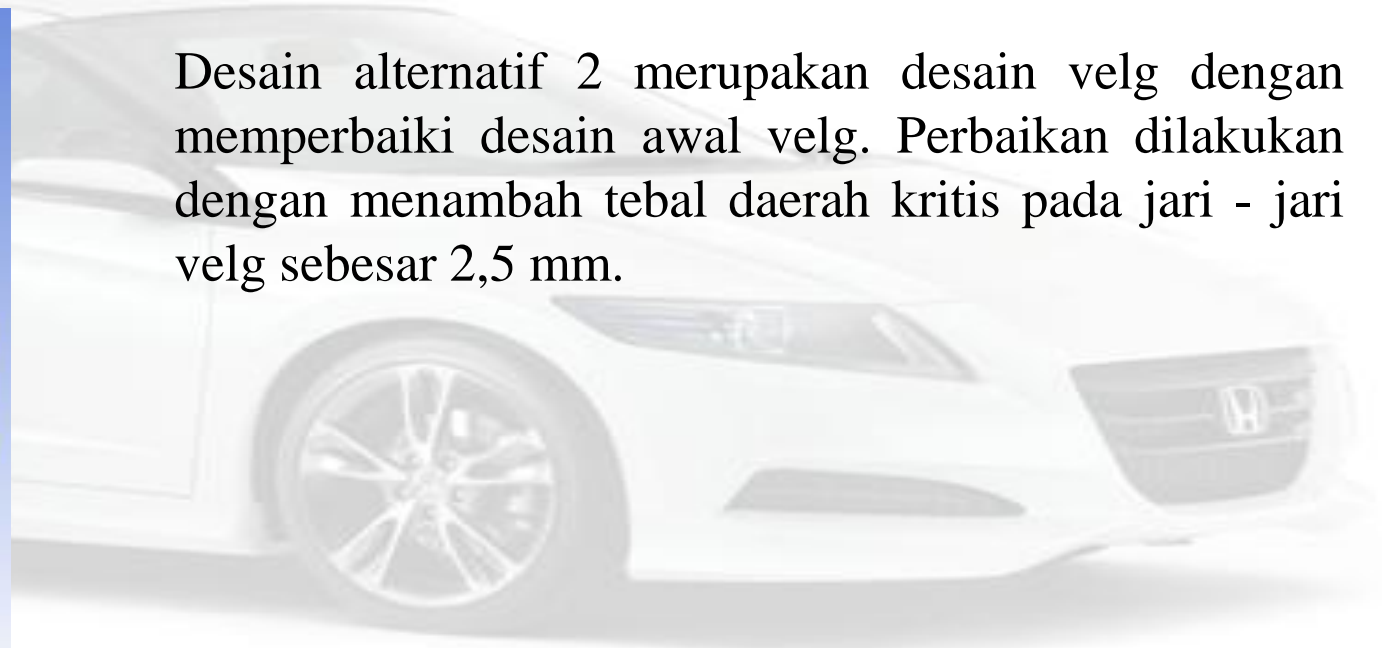 Desain alternatif 2 merupakan desain velg dengan
memperbaiki desain awal velg. Perbaikan dilakukan
dengan menambah tebal daerah kritis pada jari - jari
velg sebesar 2,5 mm.